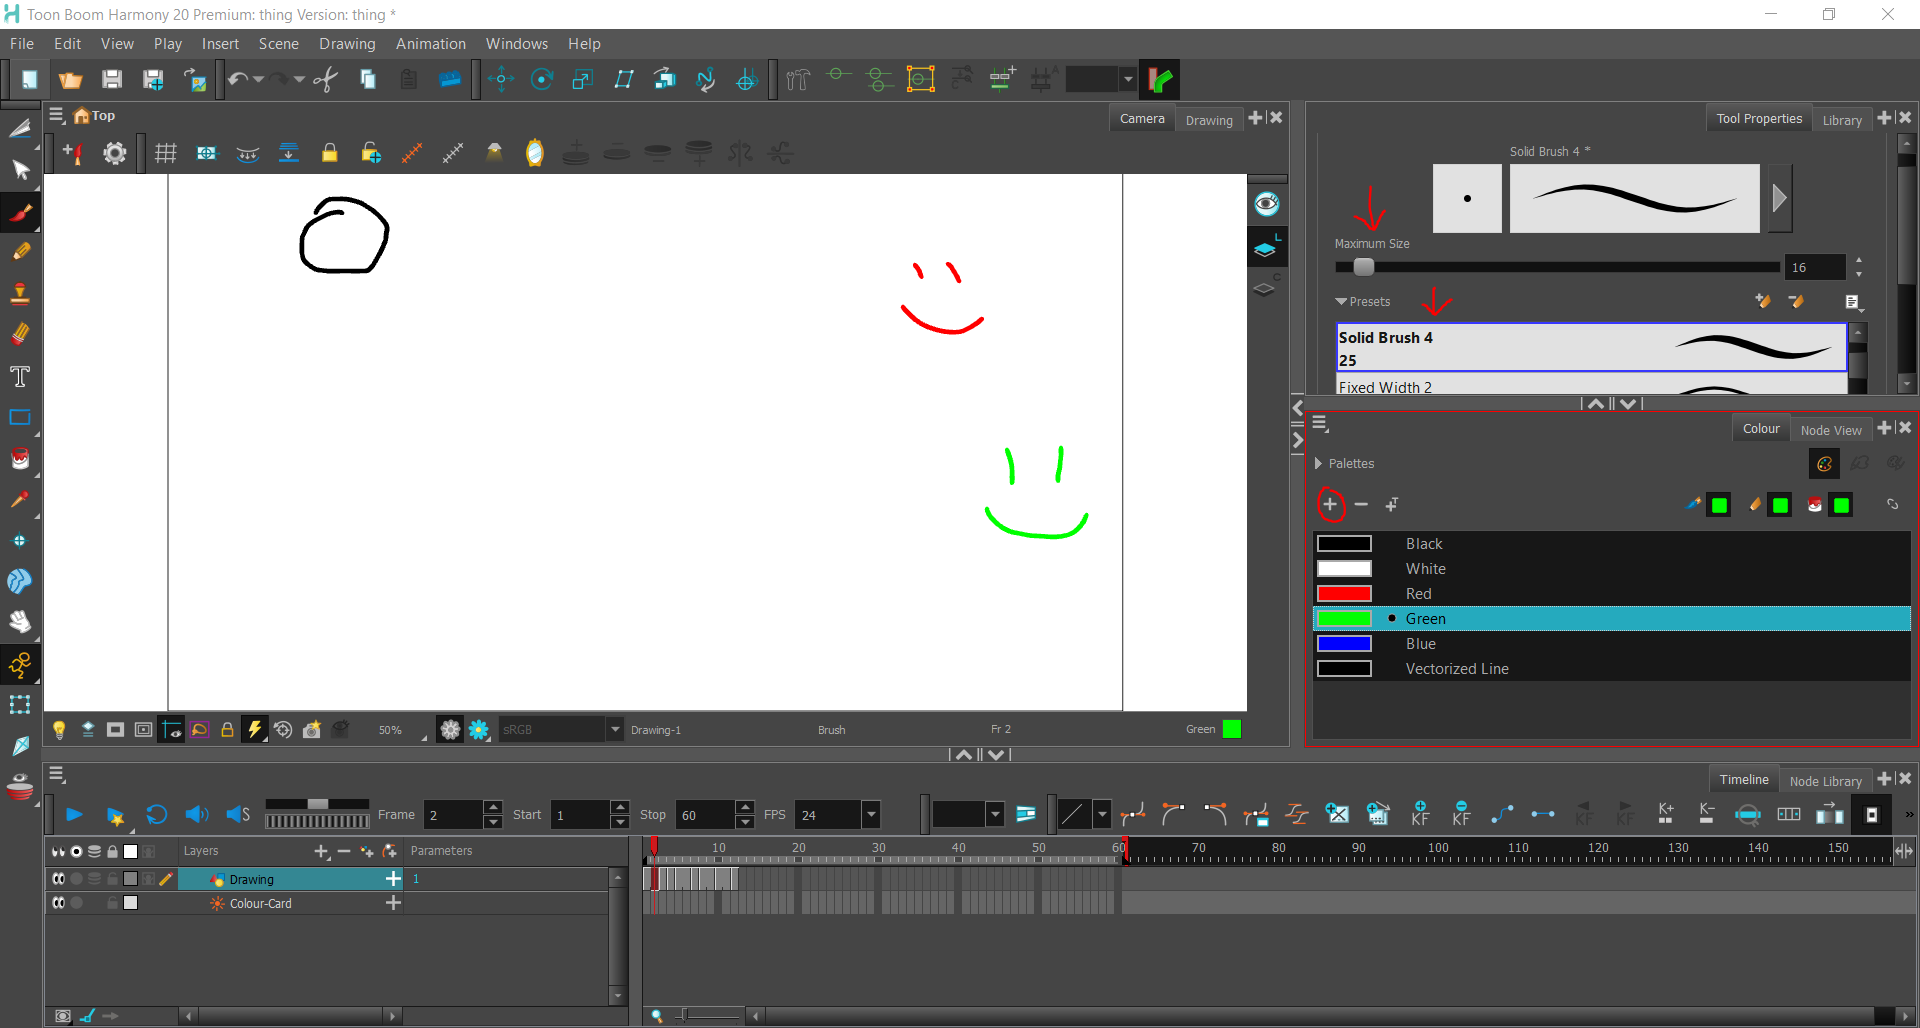 Toon Boom Harmony 20 Premium: thing Version: thing *
File Edit View Play Insert Scene Drawing Animation Windows Help
Top
Camera
Drawing
Tool Properties
Library
Solid Brush 4 *
Maximum Size
16
Presets
Solid Brush 4
25
Fixed Width 2
Colour
Node View
Palettes
Black
White
Red
Green
Blue
Vectorized Line
50%
sRGB
Drawing-1
Brush
Fr 2
Green
Timeline
Node Library
Frame 2 Start 1 Stop 60 FPS 24
KF KF KF KF K+ K-
Layers
Parameters
10 20 30 40 50 60 70 80 90 100 110 120 130 140 150
Drawing
1
Colour-Card